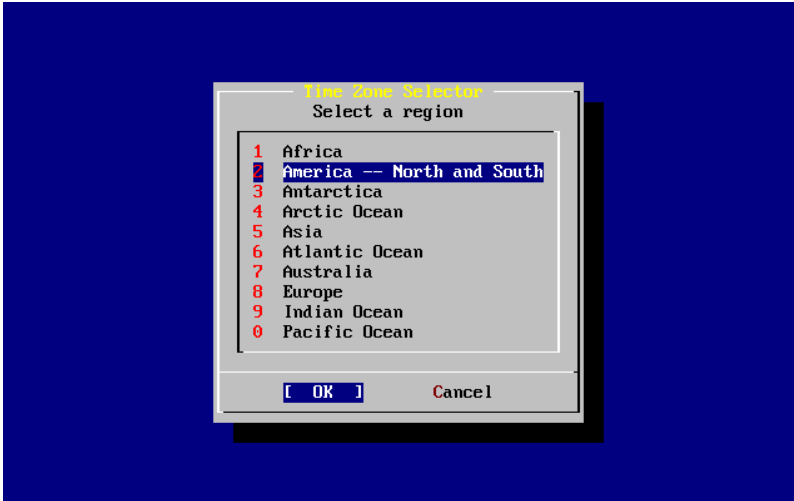 Time Zone Selector
Select a region
1 Africa
2 America -- North and South
3 Antarctica
4 Arctic Ocean
5 Asia
6 Atlantic Ocean
7 Australia
8 Europe
9 Indian Ocean
0 Pacific Ocean
[ OK ] Cancel